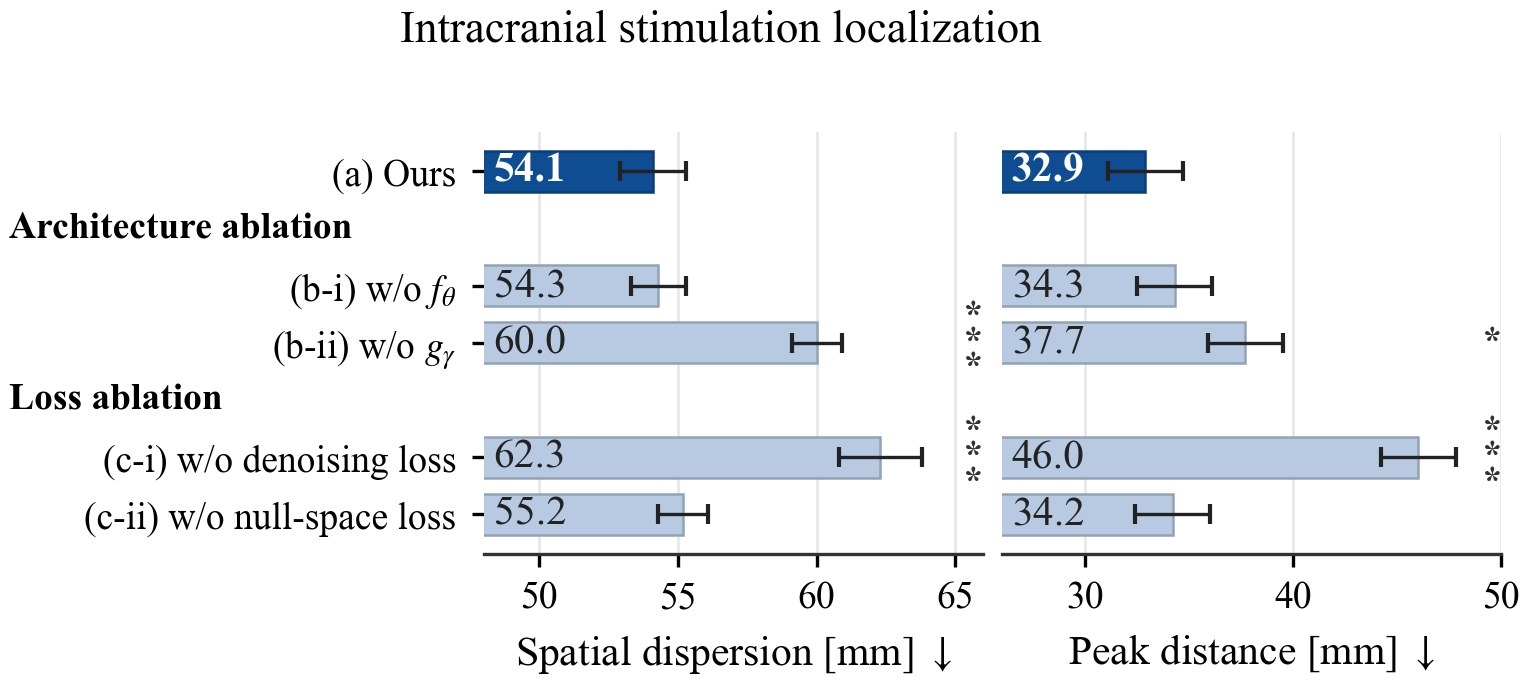 Intracranial stimulation localization
(a) Ours 54.1 32.9
Architecture ablation
(b-i) w/o fθ 54.3 34.3
(b-ii) w/o gγ 60.0 *** 37.7 *
Loss ablation
(c-i) w/o denoising loss 62.3 *** 46.0 ***
(c-ii) w/o null-space loss 55.2 34.2
50 55 60 65 30 40 50
Spatial dispersion [mm] ↓ Peak distance [mm] ↓